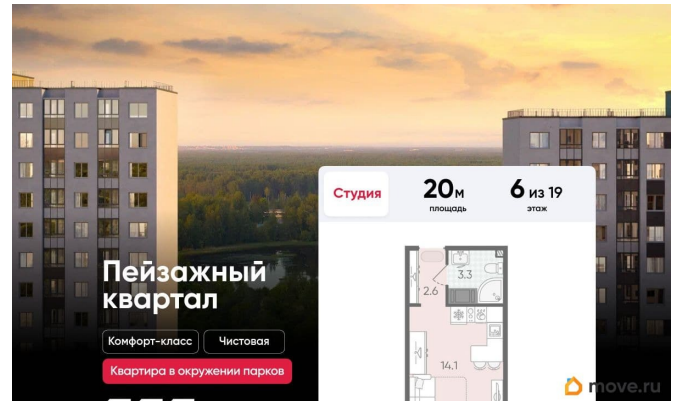 Студия
20м
площадь
6 из 19
этаж
Пейзажный
квартал
Комфорт-класс
Чистовая
Квартира в окружении парков
2.6
3.3
14.1
move.ru